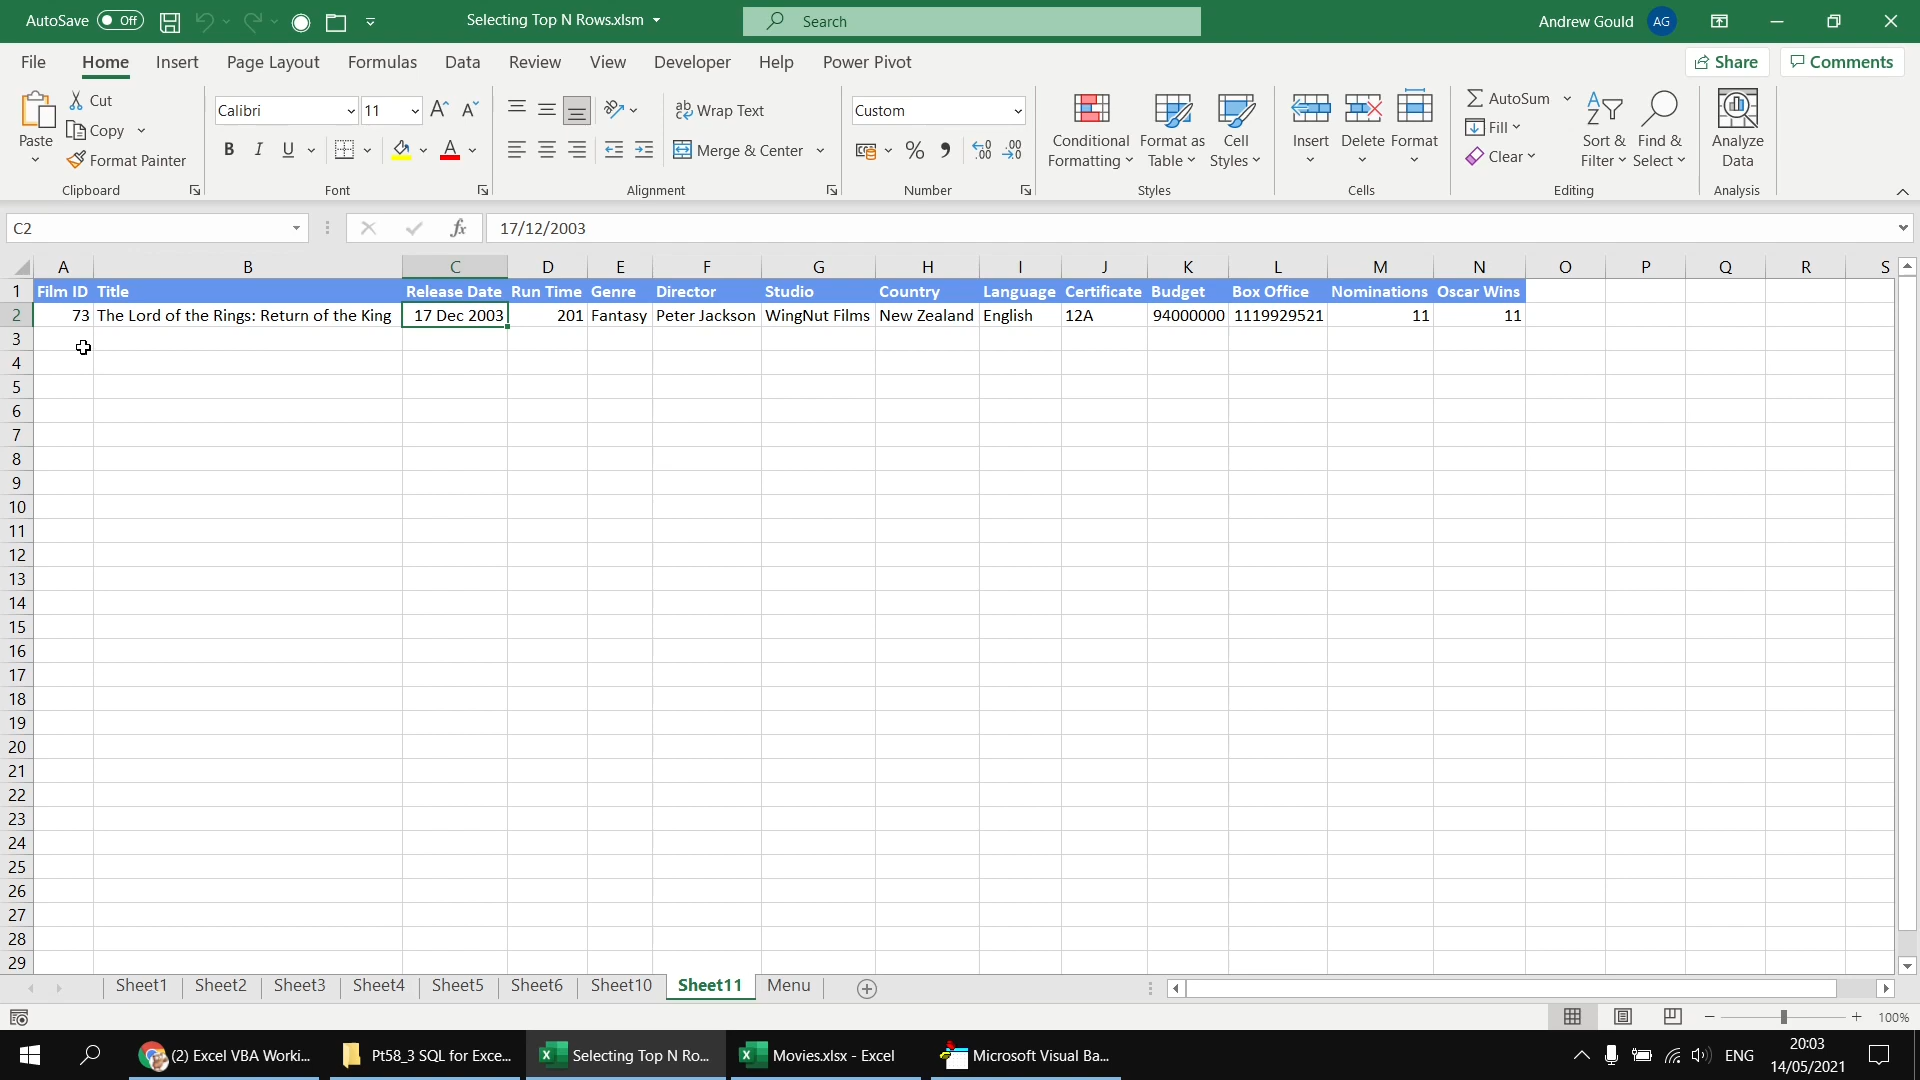 AutoSave Off Selecting Top N Rows.xlsm Search Andrew Gould AG
File Home Insert Page Layout Formulas Data Review View Developer Help Power Pivot Share Comments
Paste Cut Copy Format Painter Clipboard
Calibri 11 B I U A Font
ab Wrap Text Merge & Center Alignment
Custom % Number
Conditional Formatting Format as Table Cell Styles Styles
Insert Delete Format Cells
AutoSum Fill Clear Sort & Filter Find & Select Editing
Analyze Data Analysis
C2 fx 17/12/2003
A B C D E F G H I J K L M N O P Q R S
1 Film ID Title Release Date Run Time Genre Director Studio Country Language Certificate Budget Box Office Nominations Oscar Wins
2 73 The Lord of the Rings: Return of the King 17 Dec 2003 201 Fantasy Peter Jackson WingNut Films New Zealand English 12A 94000000 1119929521 11 11
3
4
5
6
7
8
9
10
11
12
13
14
15
16
17
18
19
20
21
22
23
24
25
26
27
28
29
Sheet1 Sheet2 Sheet3 Sheet4 Sheet5 Sheet6 Sheet10 Sheet11 Menu
100%
(2) Excel VBA Worki... Pt58_3 SQL for Exce... Selecting Top N Ro... Movies.xlsx - Excel Microsoft Visual Ba... ENG 20:03
14/05/2021